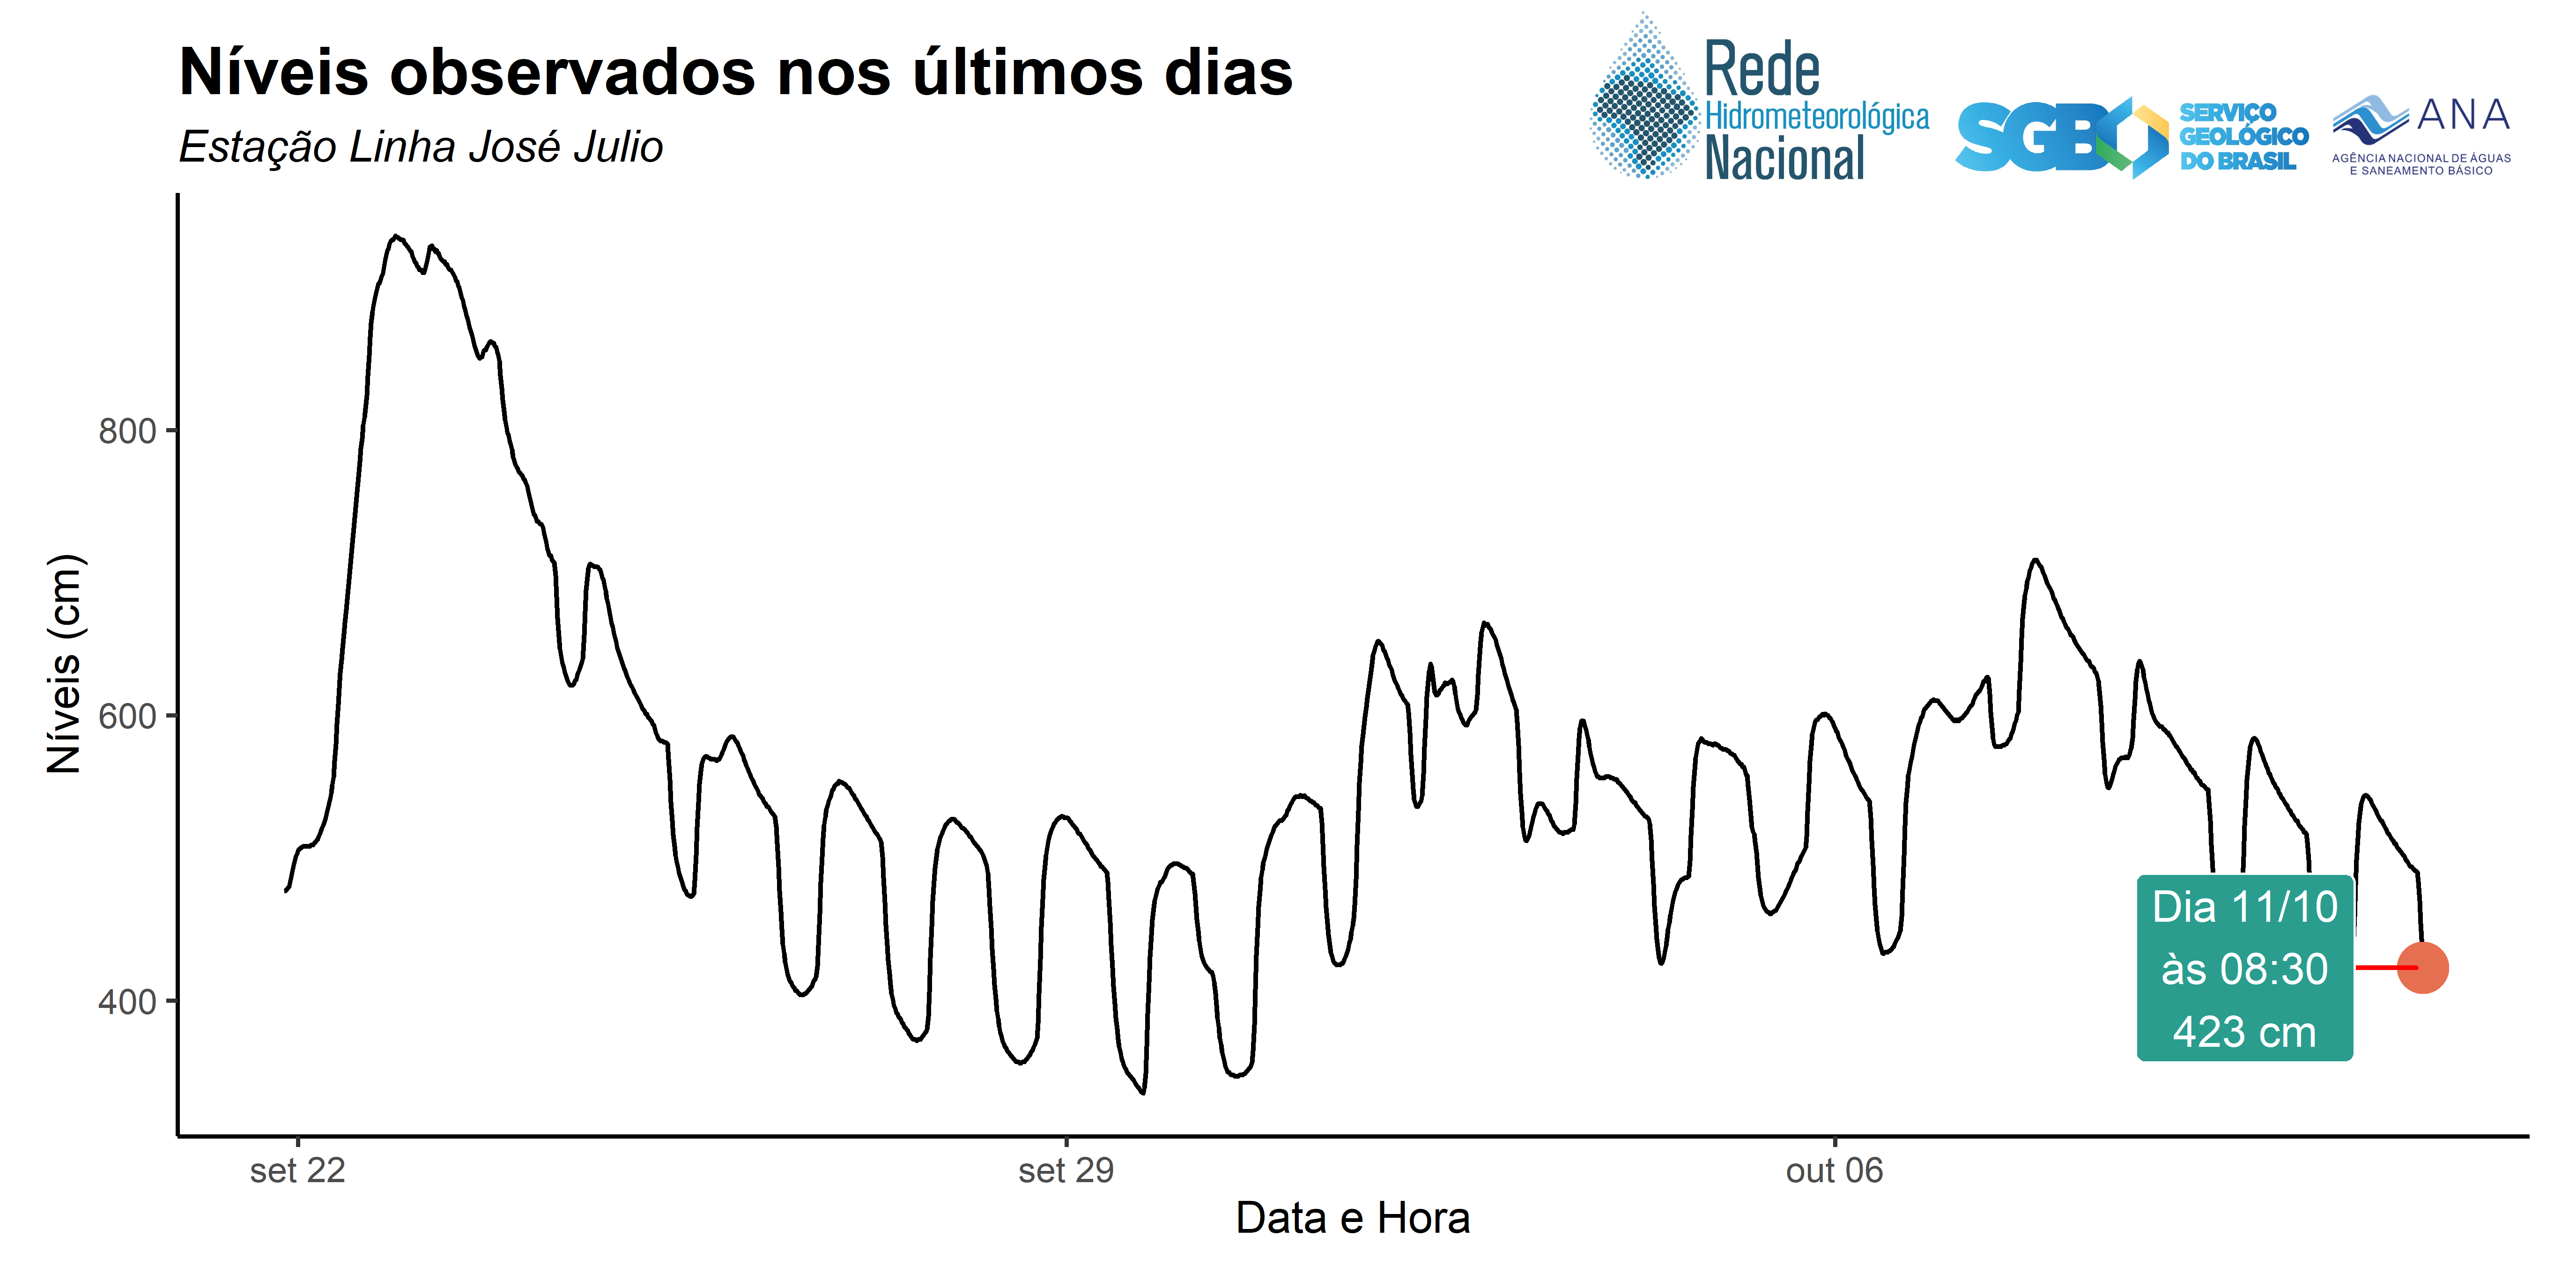 Níveis observados nos últimos dias
Estação Linha José Julio
Rede
Hidrometeorológica
Nacional
SGB
SERVIÇO
GEOLÓGICO
DO BRASIL
ANA
AGÊNCIA NACIONAL DE ÁGUAS
E SANEAMENTO BÁSICO
Níveis (cm)
800
600
400
Dia 11/10
às 08:30
423 cm
set 22
set 29
out 06
Data e Hora